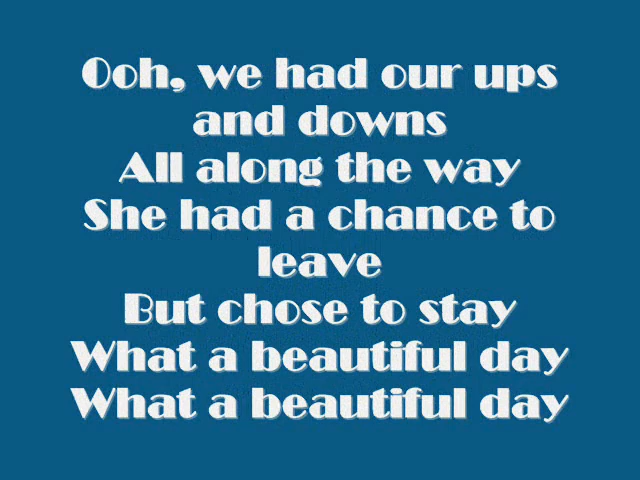 Ooh, we had our ups
and downs
All along the way
She had a chance to
leave
But chose to stay
What a beautiful day
What a beautiful day